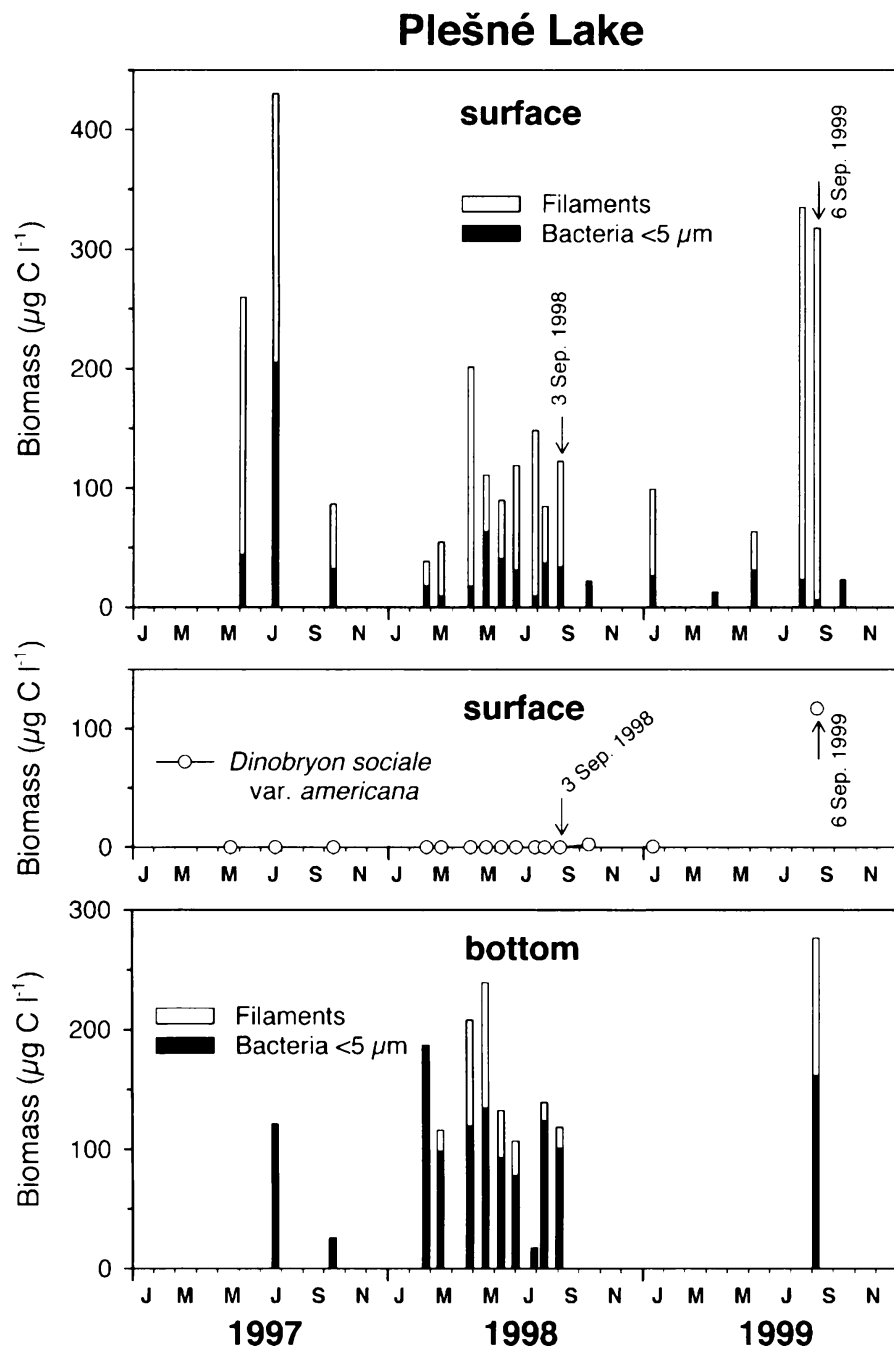 Plešné Lake
surface
Filaments
Bacteria <5 µm
3 Sep. 1998
6 Sep. 1999
Biomass (µg C l⁻¹)
400
300
200
100
0
J M M J S N J M M J S N J M M J S N
surface
Dinobryon sociale
var. americana
3 Sep. 1998
6 Sep. 1999
Biomass (µg C l⁻¹)
100
0
J M M J S N J M M J S N J M M J S N
bottom
Filaments
Bacteria <5 µm
Biomass (µg C l⁻¹)
300
200
100
0
J M M J S N J M M J S N J M M J S N
1997 1998 1999